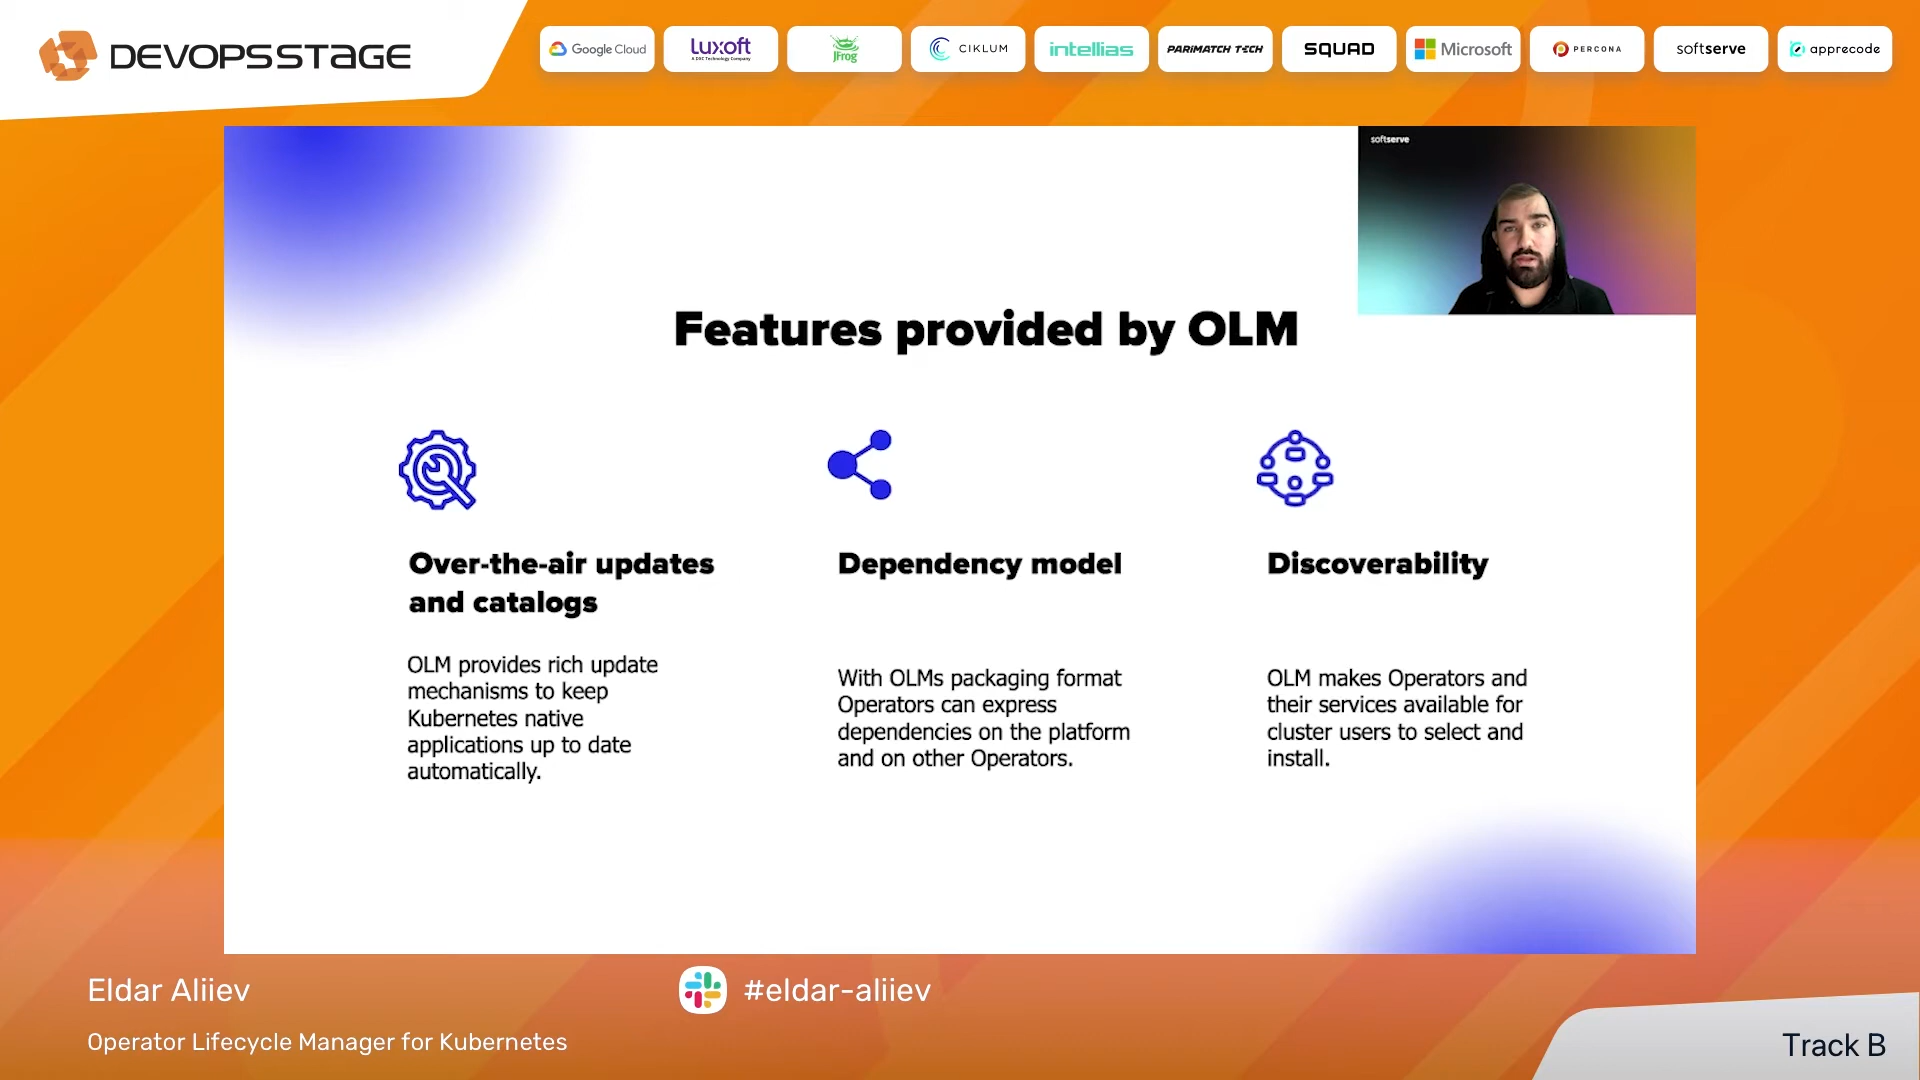 DEVOPSSTAGE
Google Cloud
Luxoft
A DXC Technology Company
JFrog
CIKLUM
intellias
PARIMATCH TECH
SQUAD
Microsoft
PERCONA
softserve
apprecode
softserve
Features provided by OLM
Over-the-air updates
and catalogs
OLM provides rich update
mechanisms to keep
Kubernetes native
applications up to date
automatically.
Dependency model
With OLMs packaging format
Operators can express
dependencies on the platform
and on other Operators.
Discoverability
OLM makes Operators and
their services available for
cluster users to select and
install.
Eldar Aliiev
#eldar-aliiev
Operator Lifecycle Manager for Kubernetes
Track B